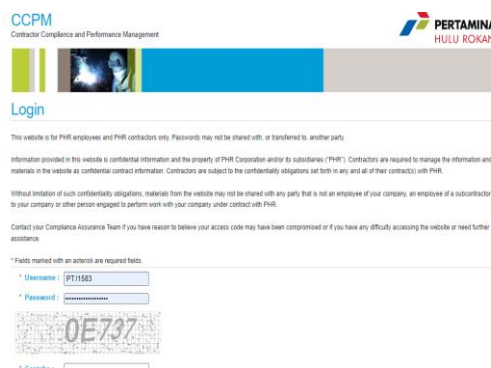 CCPM
Contractor Compliance and Performance Management
PERTAMINA
HULU ROKAN
Login
This website is for PHR employees and PHR contractors only. Passwords may not be shared with, or transferred to, another party.
Information provided in this website is confidential information and the property of PHR Corporation and/or its subsidiaries ("PHR"). Contractors are required to manage the information and
materials in the website as confidential contract information. Contractors are subject to the confidentiality obligations set forth in any and all of their contract(s) with PHR.
Without limitation of such confidentiality obligations, materials from the website may not be shared with any party that is not an employee of your company, an employee of a subcontractor
to your company or other person engaged to perform work with your company under contract with PHR.
Contact your Compliance Assurance Team if you have reason to believe your access code may have been compromised or if you have any difficulty accessing the website or need further
assistance.
* Fields marked with an asterisk are required fields
* Username : PT.I1583
* Password : 
0E737